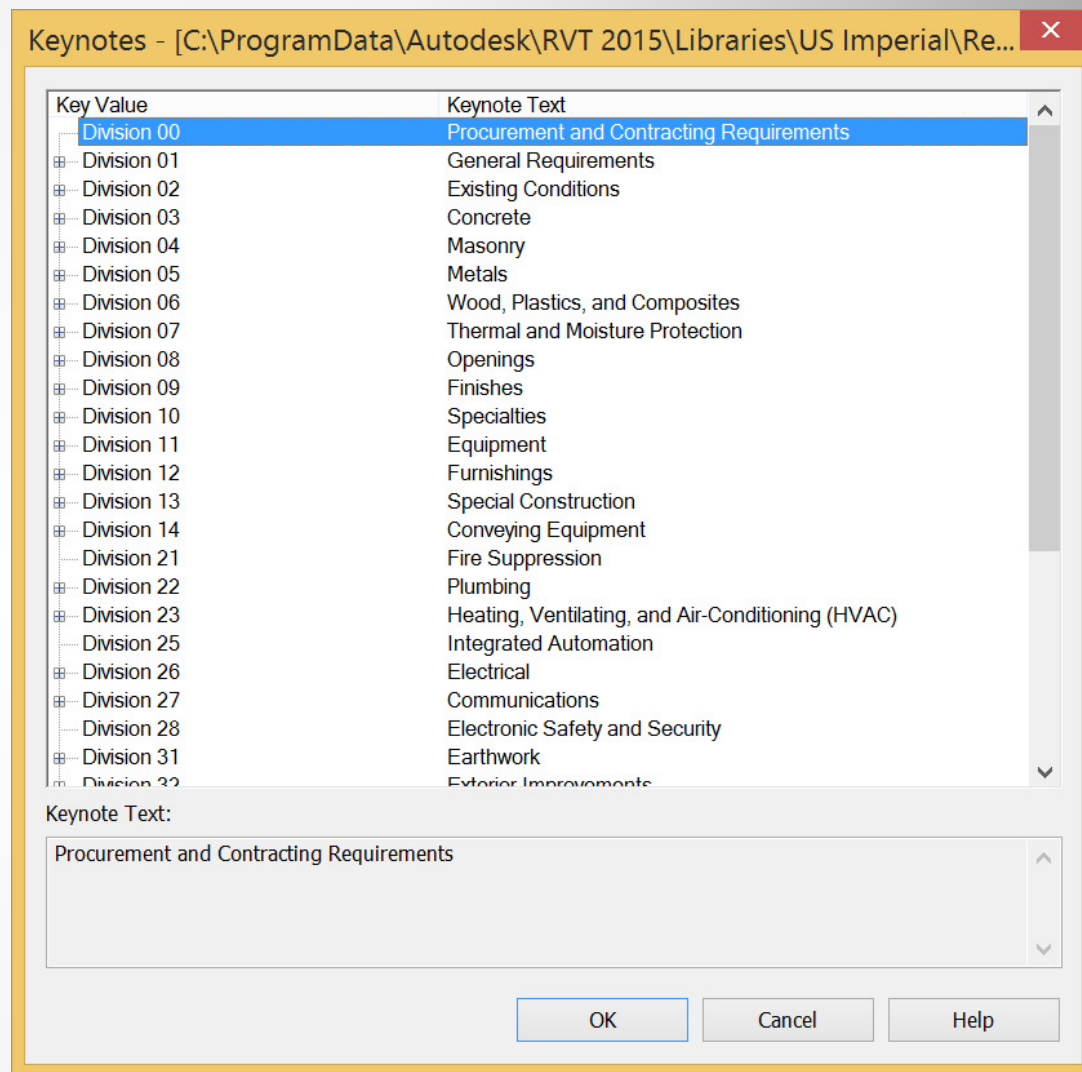 Keynotes - [C:\ProgramData\Autodesk\RVT 2015\Libraries\US Imperial\Re...
Key Value Keynote Text
Division 00 Procurement and Contracting Requirements
Division 01 General Requirements
Division 02 Existing Conditions
Division 03 Concrete
Division 04 Masonry
Division 05 Metals
Division 06 Wood, Plastics, and Composites
Division 07 Thermal and Moisture Protection
Division 08 Openings
Division 09 Finishes
Division 10 Specialties
Division 11 Equipment
Division 12 Furnishings
Division 13 Special Construction
Division 14 Conveying Equipment
Division 21 Fire Suppression
Division 22 Plumbing
Division 23 Heating, Ventilating, and Air-Conditioning (HVAC)
Division 25 Integrated Automation
Division 26 Electrical
Division 27 Communications
Division 28 Electronic Safety and Security
Division 31 Earthwork
Division 32 Exterior Improvements
Keynote Text:
Procurement and Contracting Requirements
OK Cancel Help